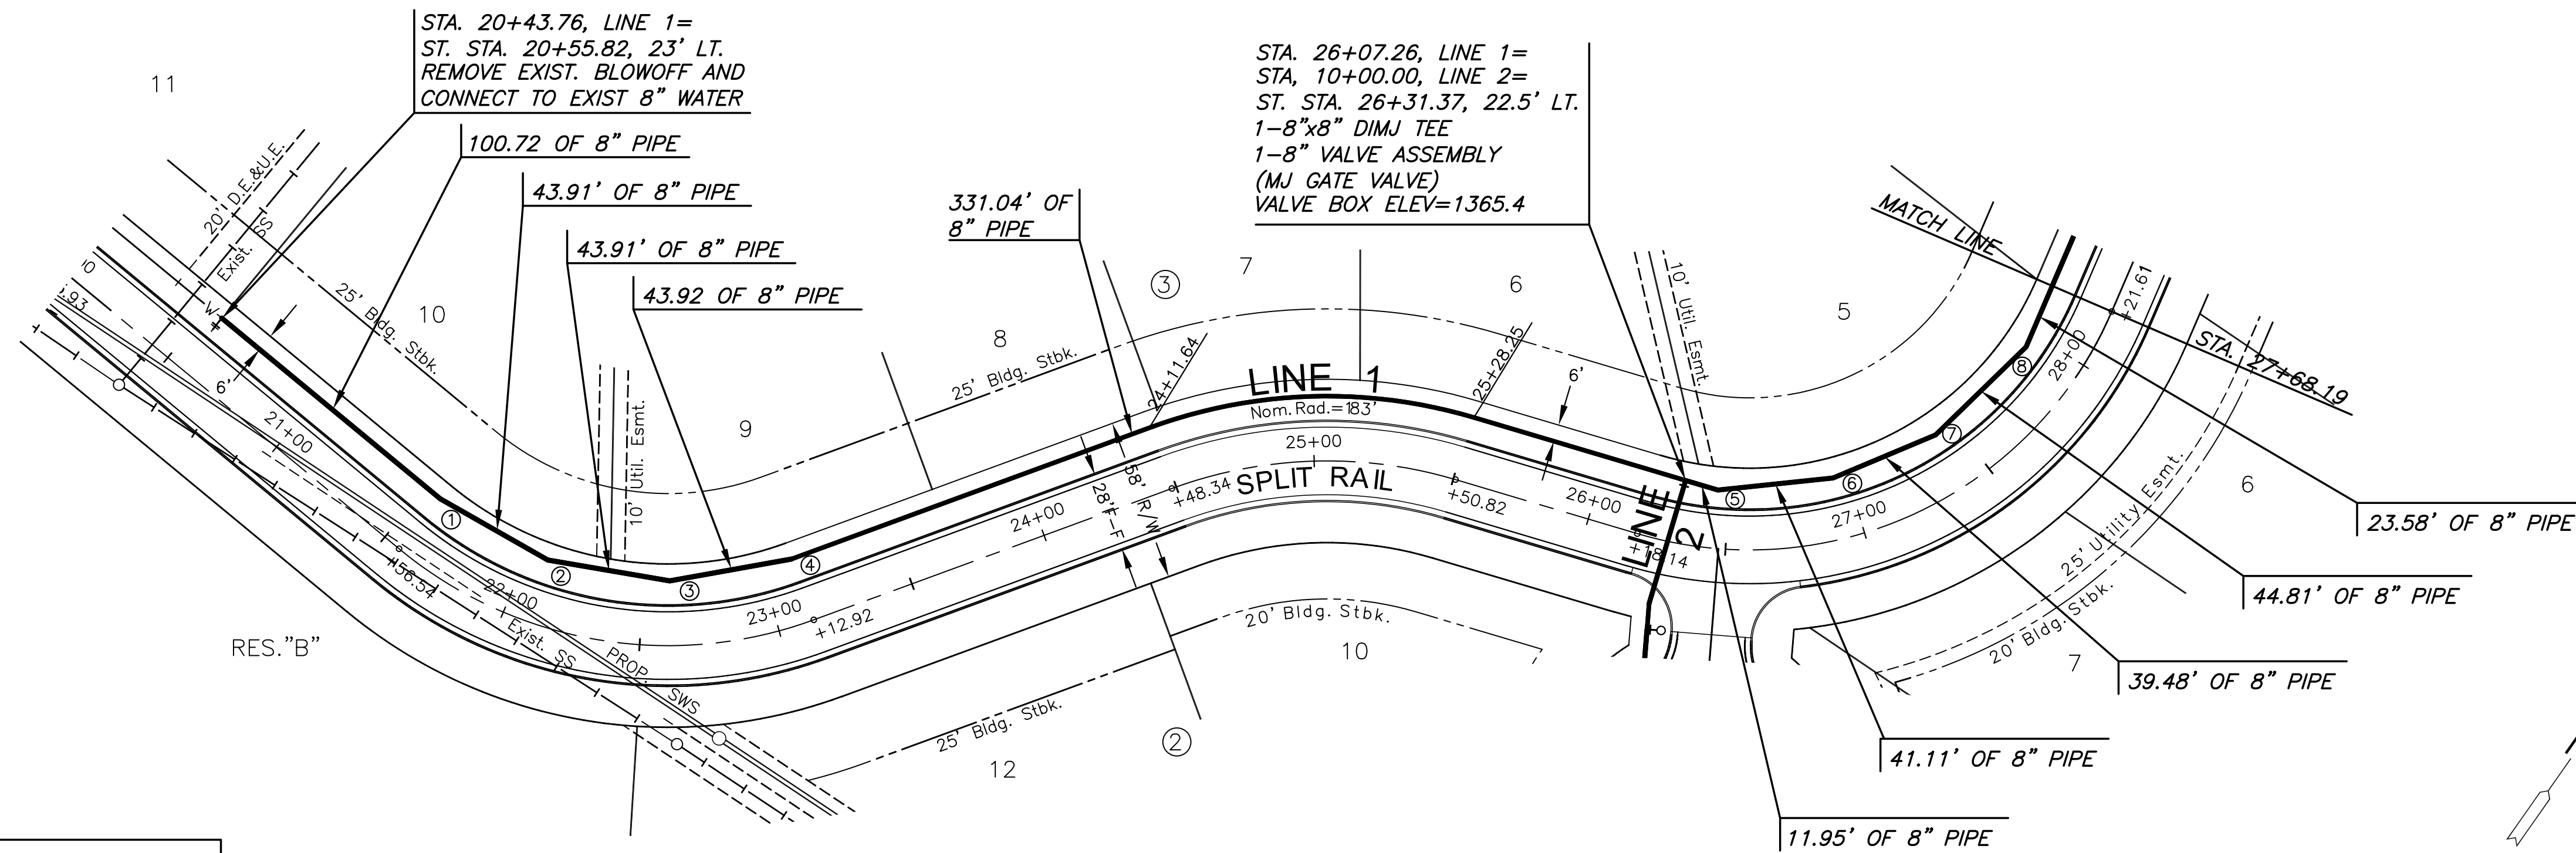 STA. 20+43.76, LINE 1=
ST. STA. 20+55.82, 23' LT.
REMOVE EXIST. BLOWOFF AND
CONNECT TO EXIST 8" WATER
100.72 OF 8" PIPE
43.91' OF 8" PIPE
43.91' OF 8" PIPE
43.92 OF 8" PIPE
331.04' OF
8" PIPE
STA. 26+07.26, LINE 1=
STA, 10+00.00, LINE 2=
ST. STA. 26+31.37, 22.5' LT.
1-8"x8" DIMJ TEE
1-8" VALVE ASSEMBLY
(MJ GATE VALVE)
VALVE BOX ELEV=1365.4
MATCH LINE
STA. 27+68.19
11
20' D.E.&U.E.
Exist. SS
W
6'
25' Bldg. Stbk.
10
10' Util. Esmt.
9
8
25' Bldg. Stbk.
3
7
24+11.64
LINE 1
Nom. Rad.=183'
25+28.25
6
6'
10' Util. Esmt.
5
+21.61
28+00
21+00
1
2
3
4
5
6
7
8
22+00
+56.54
Exist. SS
PROP. SWS
23+00
+12.92
24+00
28' F-F
58' R/W
+48.34
25+00
SPLIT RAIL
+50.82
26+00
+18.14
LINE 2
27+00
RES."B"
25' Bldg. Stbk.
12
2
20' Bldg. Stbk.
10
25' Utility Esmt.
20' Bldg. Stbk.
6
7
23.58' OF 8" PIPE
44.81' OF 8" PIPE
39.48' OF 8" PIPE
41.11' OF 8" PIPE
11.95' OF 8" PIPE